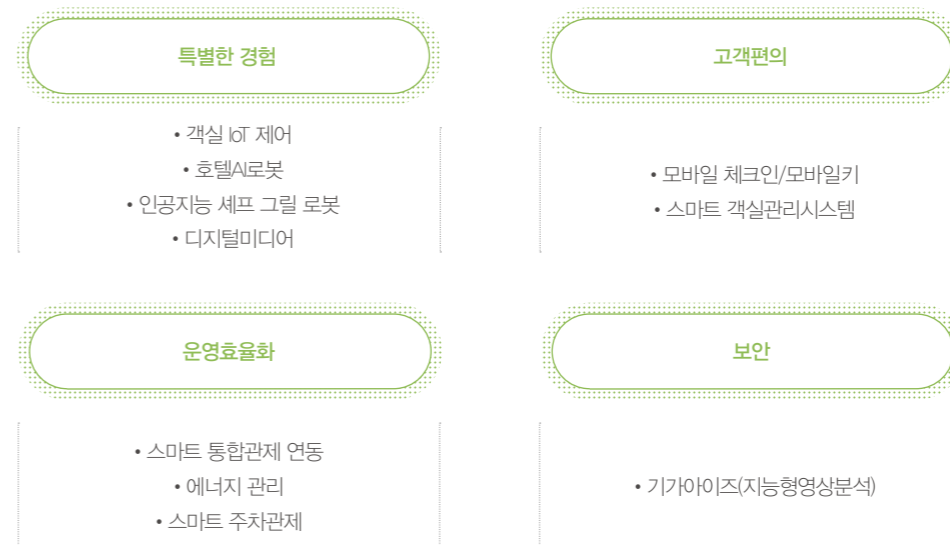 특별한 경험
• 객실 IoT 제어
• 호텔AI로봇
• 인공지능 셰프 그릴 로봇
• 디지털미디어
고객편의
• 모바일 체크인/모바일키
• 스마트 객실관리시스템
운영효율화
• 스마트 통합관제 연동
• 에너지 관리
• 스마트 주차관제
보안
• 기가아이즈(지능형영상분석)